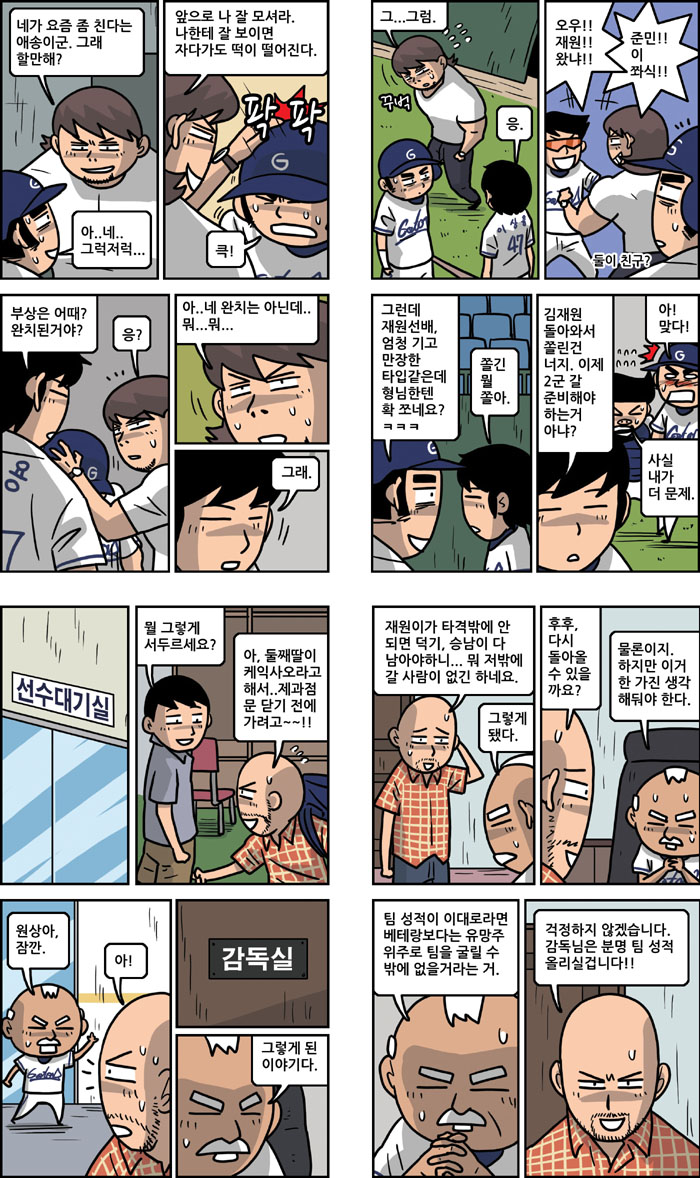 네가 요즘 좀 친다는
애송이군. 그래
할만해?
아..네..
그럭저럭...
앞으로 나 잘 모셔라.
나한테 잘 보이면
자다가도 떡이 떨어진다.
팍팍
G
큭!
부상은 어때?
완치된거야?
응?
G
아..네 완치는 아닌데..
뭐...뭐...
그래.
그...그럼.
꾸벅
응.
이상용
47
오우!!
재원!!
왔냐!!
준민!!
이
쫘식!!
둘이 친구?
그런데
재원선배,
엄청 기고
만장한
타입같은데
형님한텐
확 쪼네요?
ㅋㅋㅋ
쫄긴
뭘
쫄아.
김재원
돌아와서
쫄린건
너지. 이제
2군 갈
준비해야
하는거
아냐?
아!
맞다!
사실
내가
더 문제.
선수대기실
뭘 그렇게
서두르세요?
아, 둘째딸이
케익사오라고
해서..제과점
문 닫기 전에
가려고~~!!
원상아,
잠깐.
아!
감독실
그렇게 된
이야기다.
재원이가 타격밖에 안
되면 덕기, 승남이 다
남아야하니... 뭐 저밖에
갈 사람이 없긴 하네요.
그렇게
됐다.
후후,
다시
돌아올
수 있을
까요?
물론이지.
하지만 이거
한 가진 생각
해둬야 한다.
팀 성적이 이대로라면
베테랑보다는 유망주
위주로 팀을 굴릴 수
밖에 없을거라는 거.
걱정하지 않겠습니다.
감독님은 분명 팀 성적
올리실겁니다!!